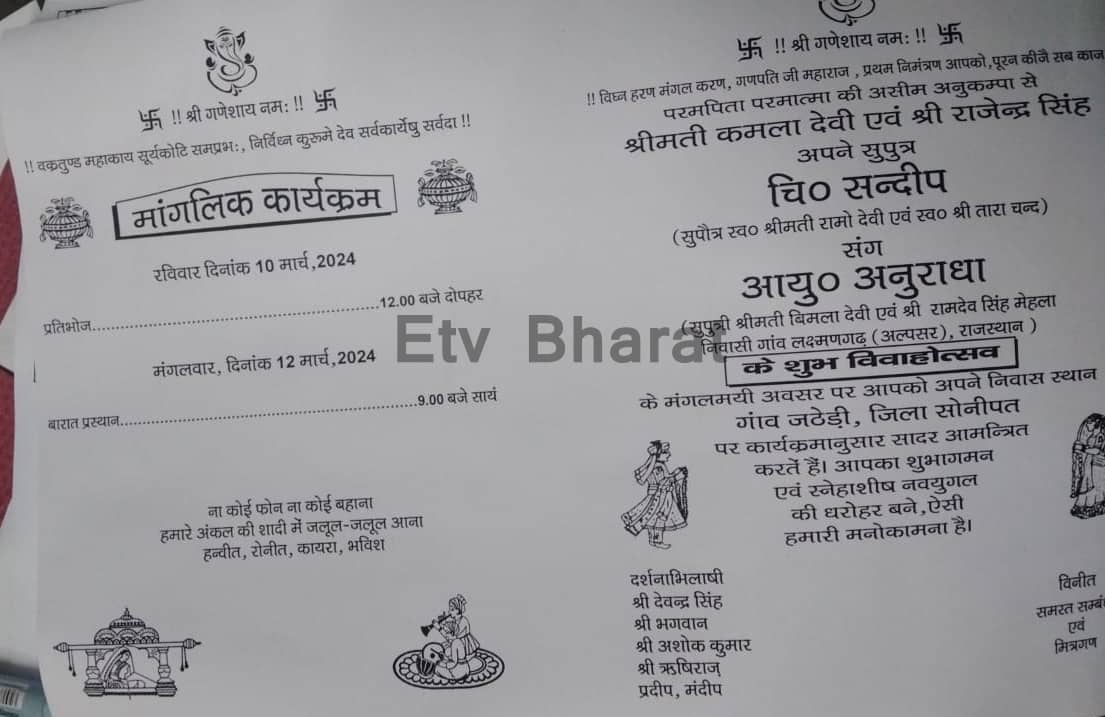 卐 !! श्री गणेशाय नम: !! 卐
!! वक्रतुण्ड महाकाय सूर्यकोटि समप्रभ:, निर्विघ्न कुरूमे देव सर्वकार्येषु सर्वदा !!
मांगलिक कार्यक्रम
रविवार दिनांक 10 मार्च,2024
प्रतिभोज..............................................................12.00 बजे दोपहर
मंगलवार, दिनांक 12 मार्च,2024
बारात प्रस्थान..............................................................9.00 बजे सायं
ना कोई फोन ना कोई बहाना
हमारे अंकल की शादी में जलूल-जलूल आना
हन्वीत, रोनीत, कायरा, भविश
卐 !! श्री गणेशाय नम: !! 卐
!! विघ्न हरण मंगल करण, गणपति जी महाराज , प्रथम निमंत्रण आपको,पूरन कीजै सब काज
परमपिता परमात्मा की असीम अनुकम्पा से
श्रीमती कमला देवी एवं श्री राजेन्द्र सिंह
अपने सुपुत्र
चि० सन्दीप
(सुपौत्र स्व० श्रीमती रामो देवी एवं स्व० श्री तारा चन्द)
संग
आयु० अनुराधा
(सुपुत्री श्रीमती बिमला देवी एवं श्री रामदेव सिंह मेहला
निवासी गांव लक्ष्मणगढ़ (अल्पसर), राजस्थान )
के शुभ विवाहोत्सव
के मंगलमयी अवसर पर आपको अपने निवास स्थान
गांव जठेड़ी, जिला सोनीपत
पर कार्यक्रमानुसार सादर आमन्त्रित
करतें हैं। आपका शुभागमन
एवं स्नेहाशीष नवयुगल
की धरोहर बने,ऐसी
हमारी मनोकामना है।
दर्शनाभिलाषी
श्री देवन्द्र सिंह
श्री भगवान
श्री अशोक कुमार
श्री ऋषिराज्
प्रदीप, मंदीप
विनीत
समस्त
एवं
मित्रगण
Etv Bharat